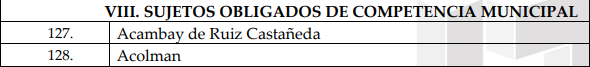 VIII. SUJETOS OBLIGADOS DE COMPETENCIA MUNICIPAL
127. Acambay de Ruiz Castañeda
128. Acolman